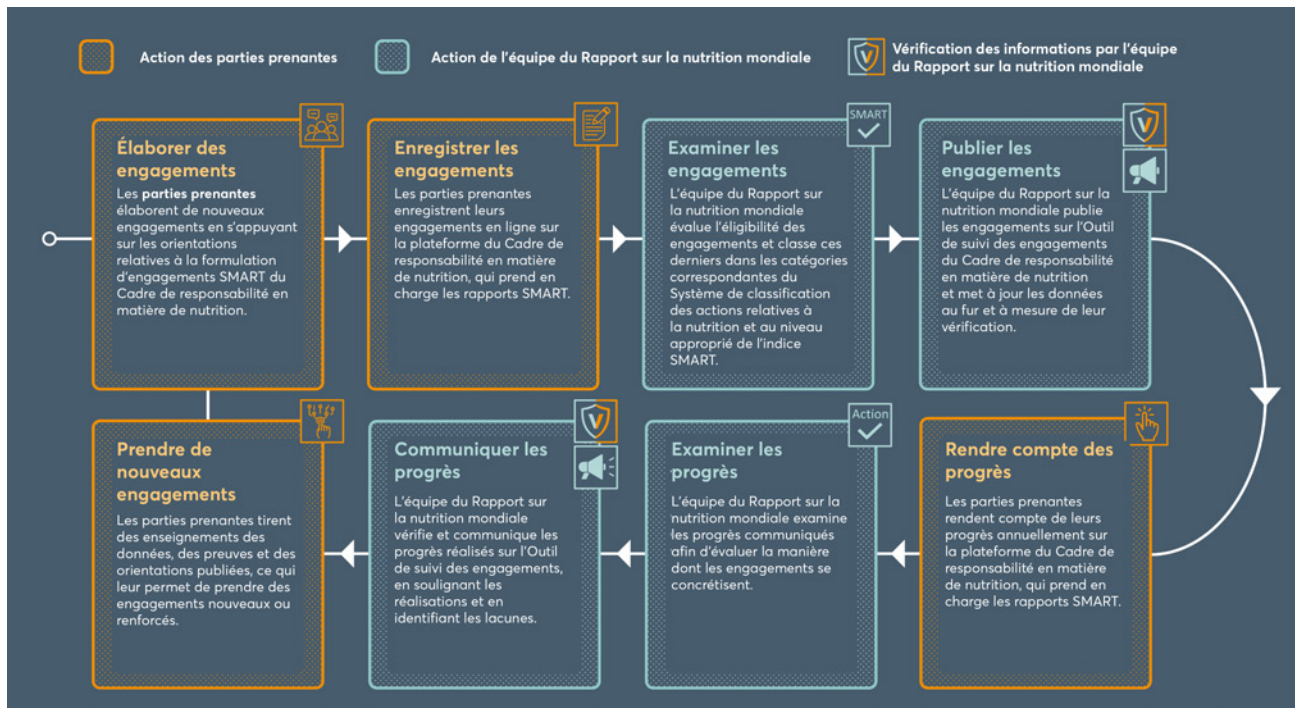 Action des parties prenantes
Action de l'équipe du Rapport sur la nutrition mondiale
Vérification des informations par l'équipe
du Rapport sur la nutrition mondiale
Élaborer des
engagements
Les parties prenantes
élaborent de nouveaux
engagements en s'appuyant
sur les orientations
relatives à la formulation
d'engagements SMART du
Cadre de responsabilité en
matière de nutrition.
Enregistrer les
engagements
Les parties prenantes
enregistrent leurs
engagements en ligne sur
la plateforme du Cadre de
responsabilité en matière
de nutrition, qui prend en
charge les rapports SMART.
SMART
Examiner les
engagements
L'équipe du Rapport sur
la nutrition mondiale
évalue l'éligibilité des
engagements et classe ces
derniers dans les catégories
correspondantes du
Système de classification
des actions relatives à
la nutrition et au niveau
approprié de l'indice
SMART.
V
Publier les
engagements
L'équipe du Rapport sur la
nutrition mondiale publie
les engagements sur l'Outil
de suivi des engagements
du Cadre de responsabilité
en matière de nutrition
et met à jour les données
au fur et à mesure de leur
vérification.
Prendre de
nouveaux
engagements
Les parties prenantes tirent
des enseignements des
données, des preuves et des
orientations publiées, ce qui
leur permet de prendre des
engagements nouveaux ou
renforcés.
V
Communiquer les
progrès
L'équipe du Rapport sur
la nutrition mondiale
vérifie et communique les
progrès réalisés sur l'Outil
de suivi des engagements,
en soulignant les
réalisations et en
identifiant les lacunes.
Action
Examiner les
progrès
L'équipe du Rapport sur la
nutrition mondiale examine
les progrès communiqués
afin d'évaluer la manière
dont les engagements se
concrétisent.
Rendre compte des
progrès
Les parties prenantes
rendent compte de leurs
progrès annuellement sur
la plateforme du Cadre de
responsabilité en matière
de nutrition, qui prend en
charge les rapports SMART.